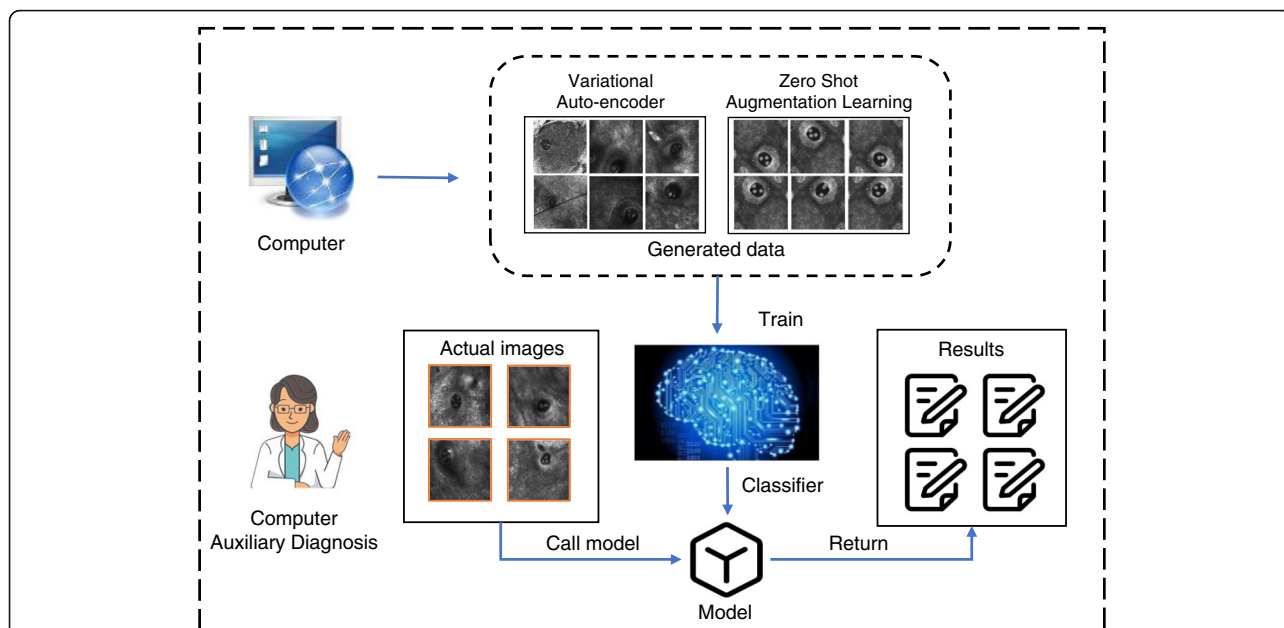 Variational
Auto-encoder
Zero Shot
Augmentation Learning
Computer
Generated data
Train
Actual images
Results
Classifier
Computer
Auxiliary Diagnosis
Call model
Return
Model